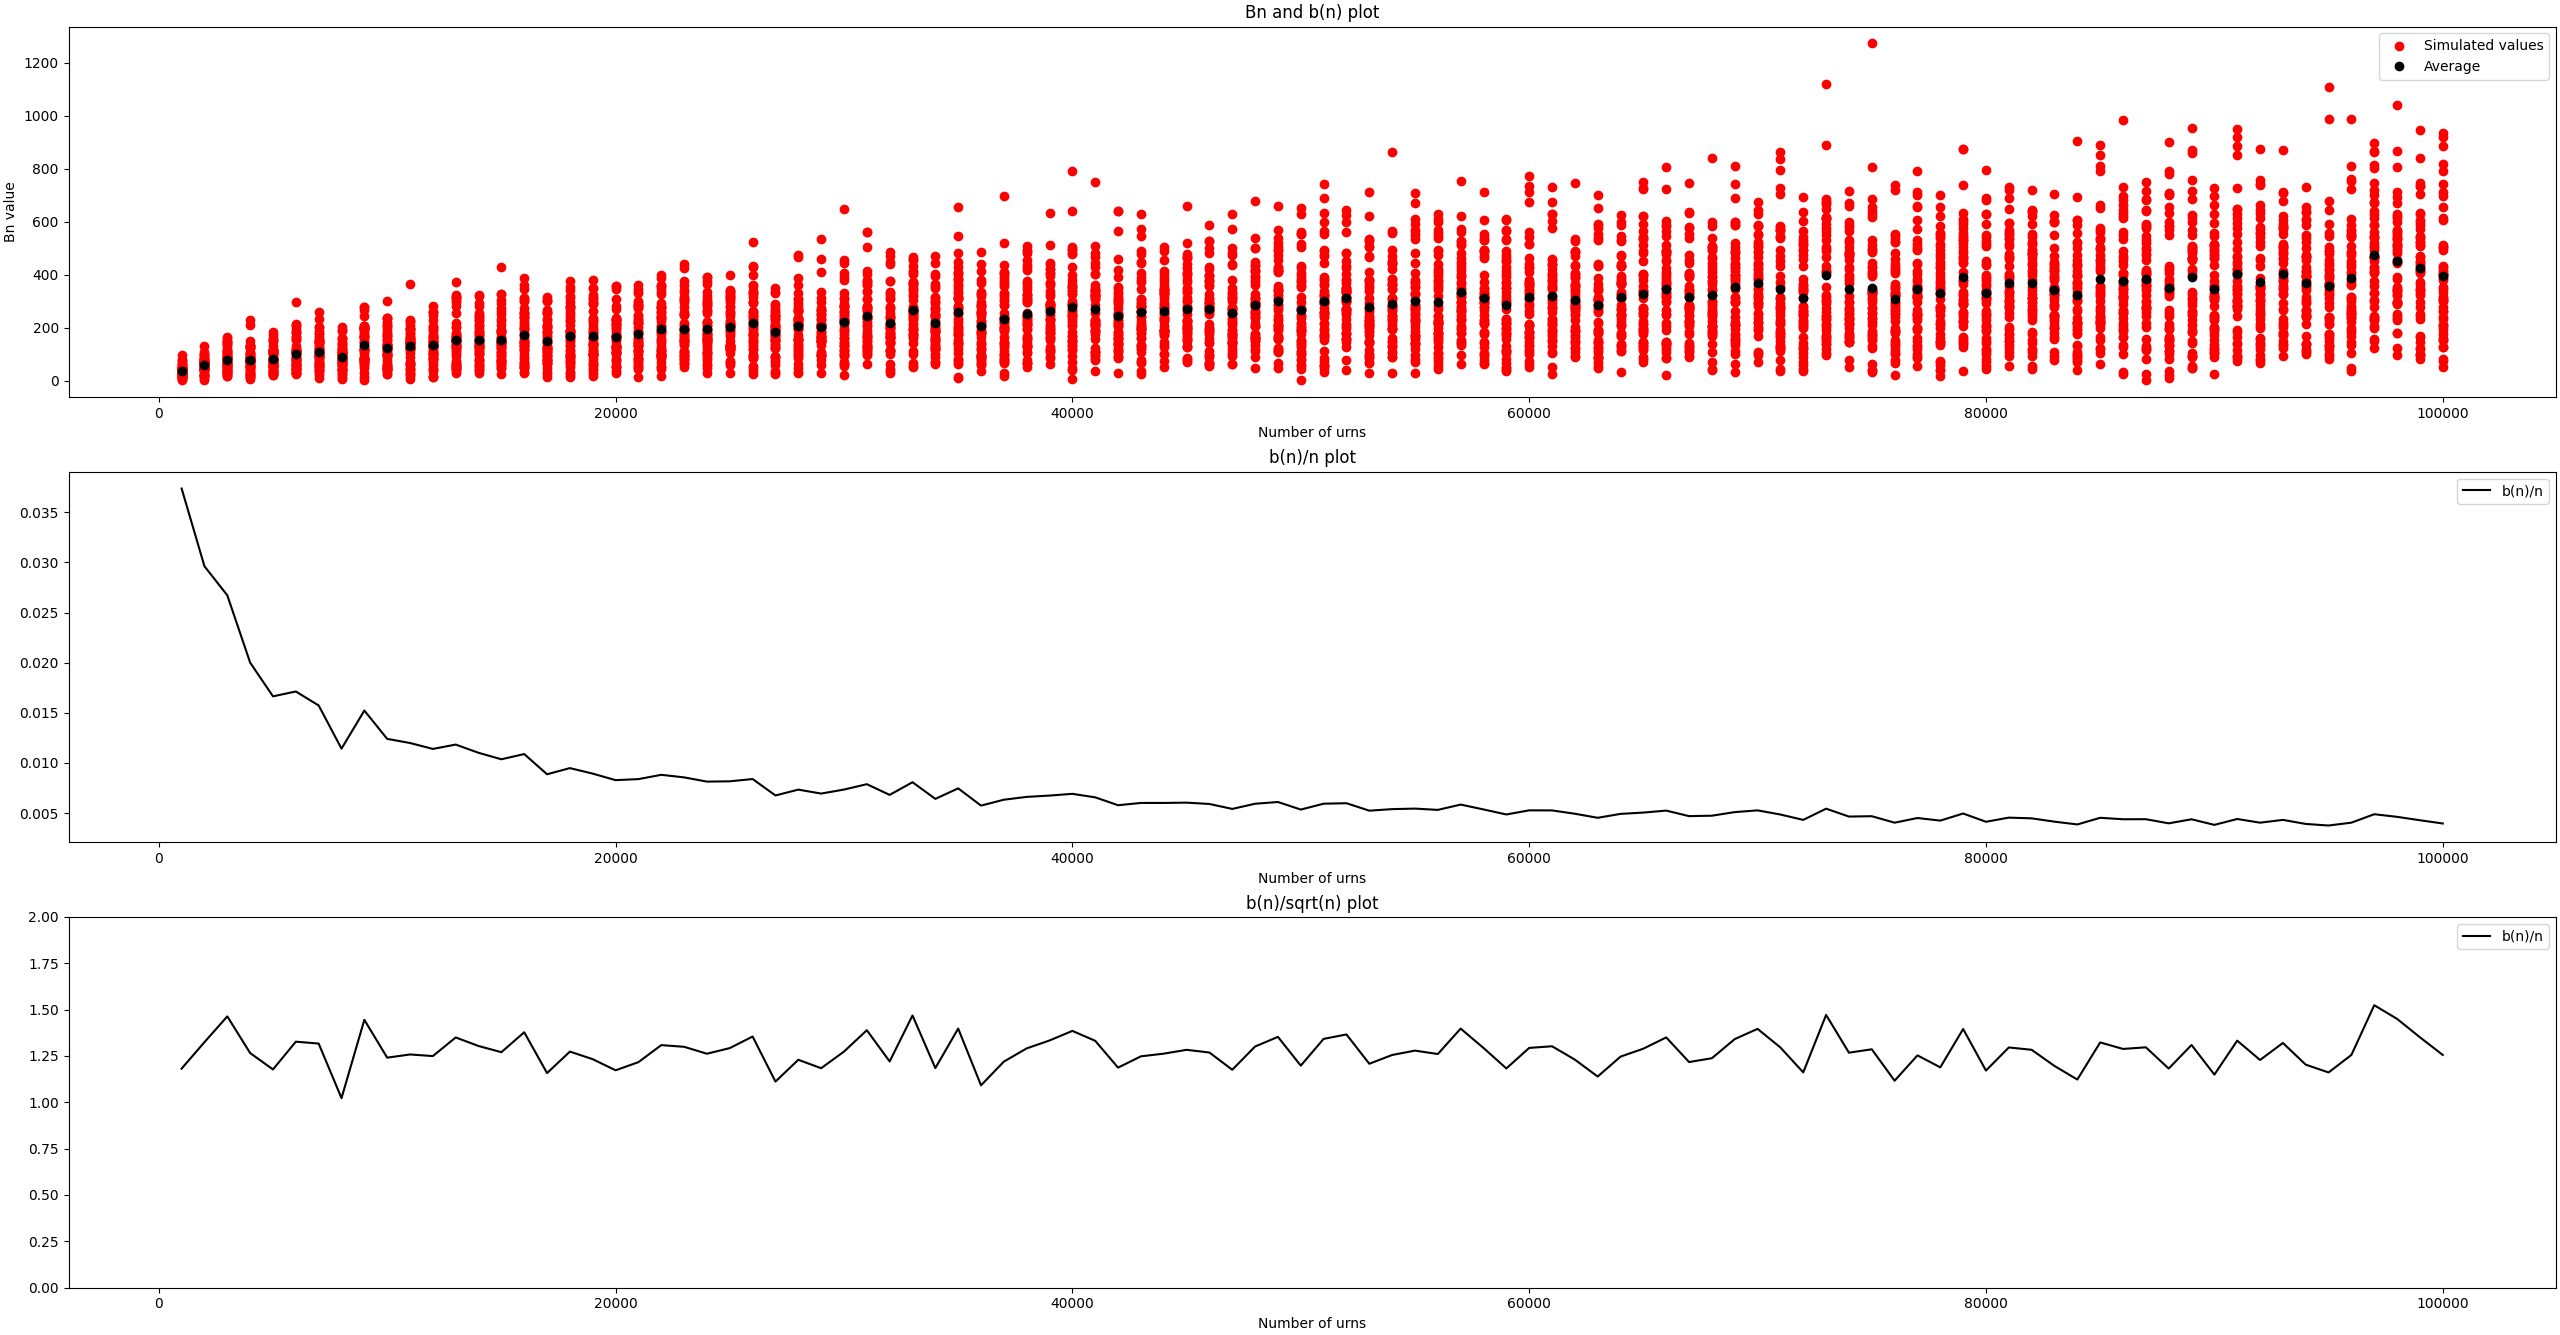 Bn and b(n) plot
Simulated values
Average
1200
1000
800
600
400
200
0
Bn value
0 20000 40000 60000 80000 100000
Number of urns
b(n)/n plot
b(n)/n
0.035
0.030
0.025
0.020
0.015
0.010
0.005
0 20000 40000 60000 80000 100000
Number of urns
b(n)/sqrt(n) plot
b(n)/n
2.00
1.75
1.50
1.25
1.00
0.75
0.50
0.25
0.00
0 20000 40000 60000 80000 100000
Number of urns